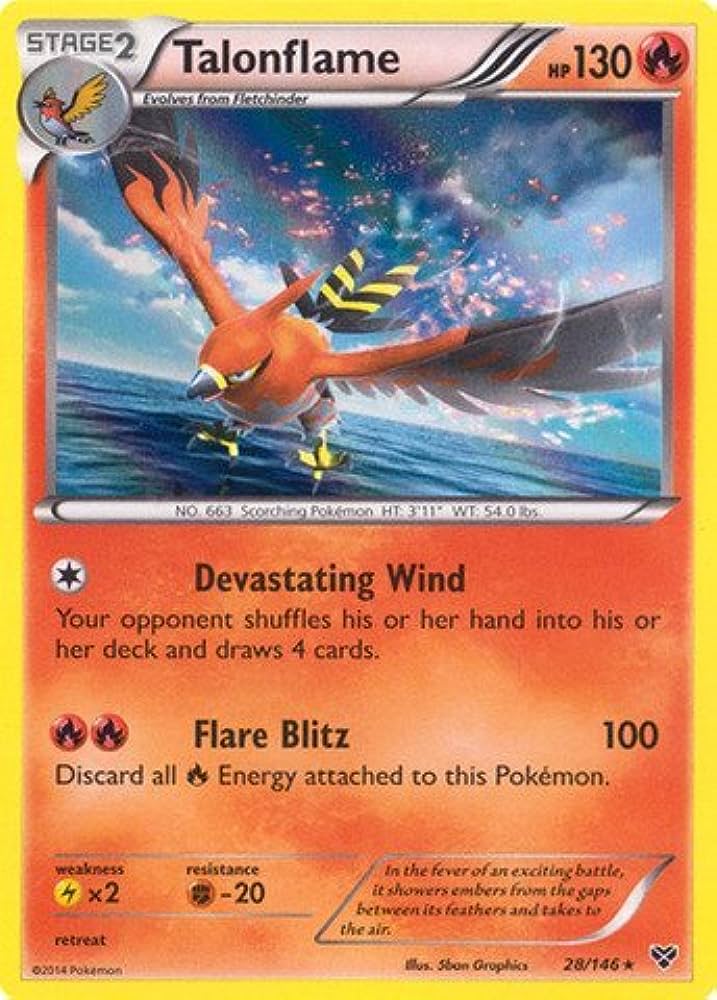 STAGE2
Talonflame
HP 130
Evolves from Fletchinder
NO. 663 Scorching Pokémon HT: 3'11" WT: 54.0 lbs.
Devastating Wind
Your opponent shuffles his or her hand into his or
her deck and draws 4 cards.
Flare Blitz 100
Discard all Energy attached to this Pokémon.
weakness resistance
×2 -20
retreat
In the fever of an exciting battle,
it showers embers from the gaps
between its feathers and takes to
the air.
©2014 Pokémon
Illus. 5ban Graphics 28/146 ★